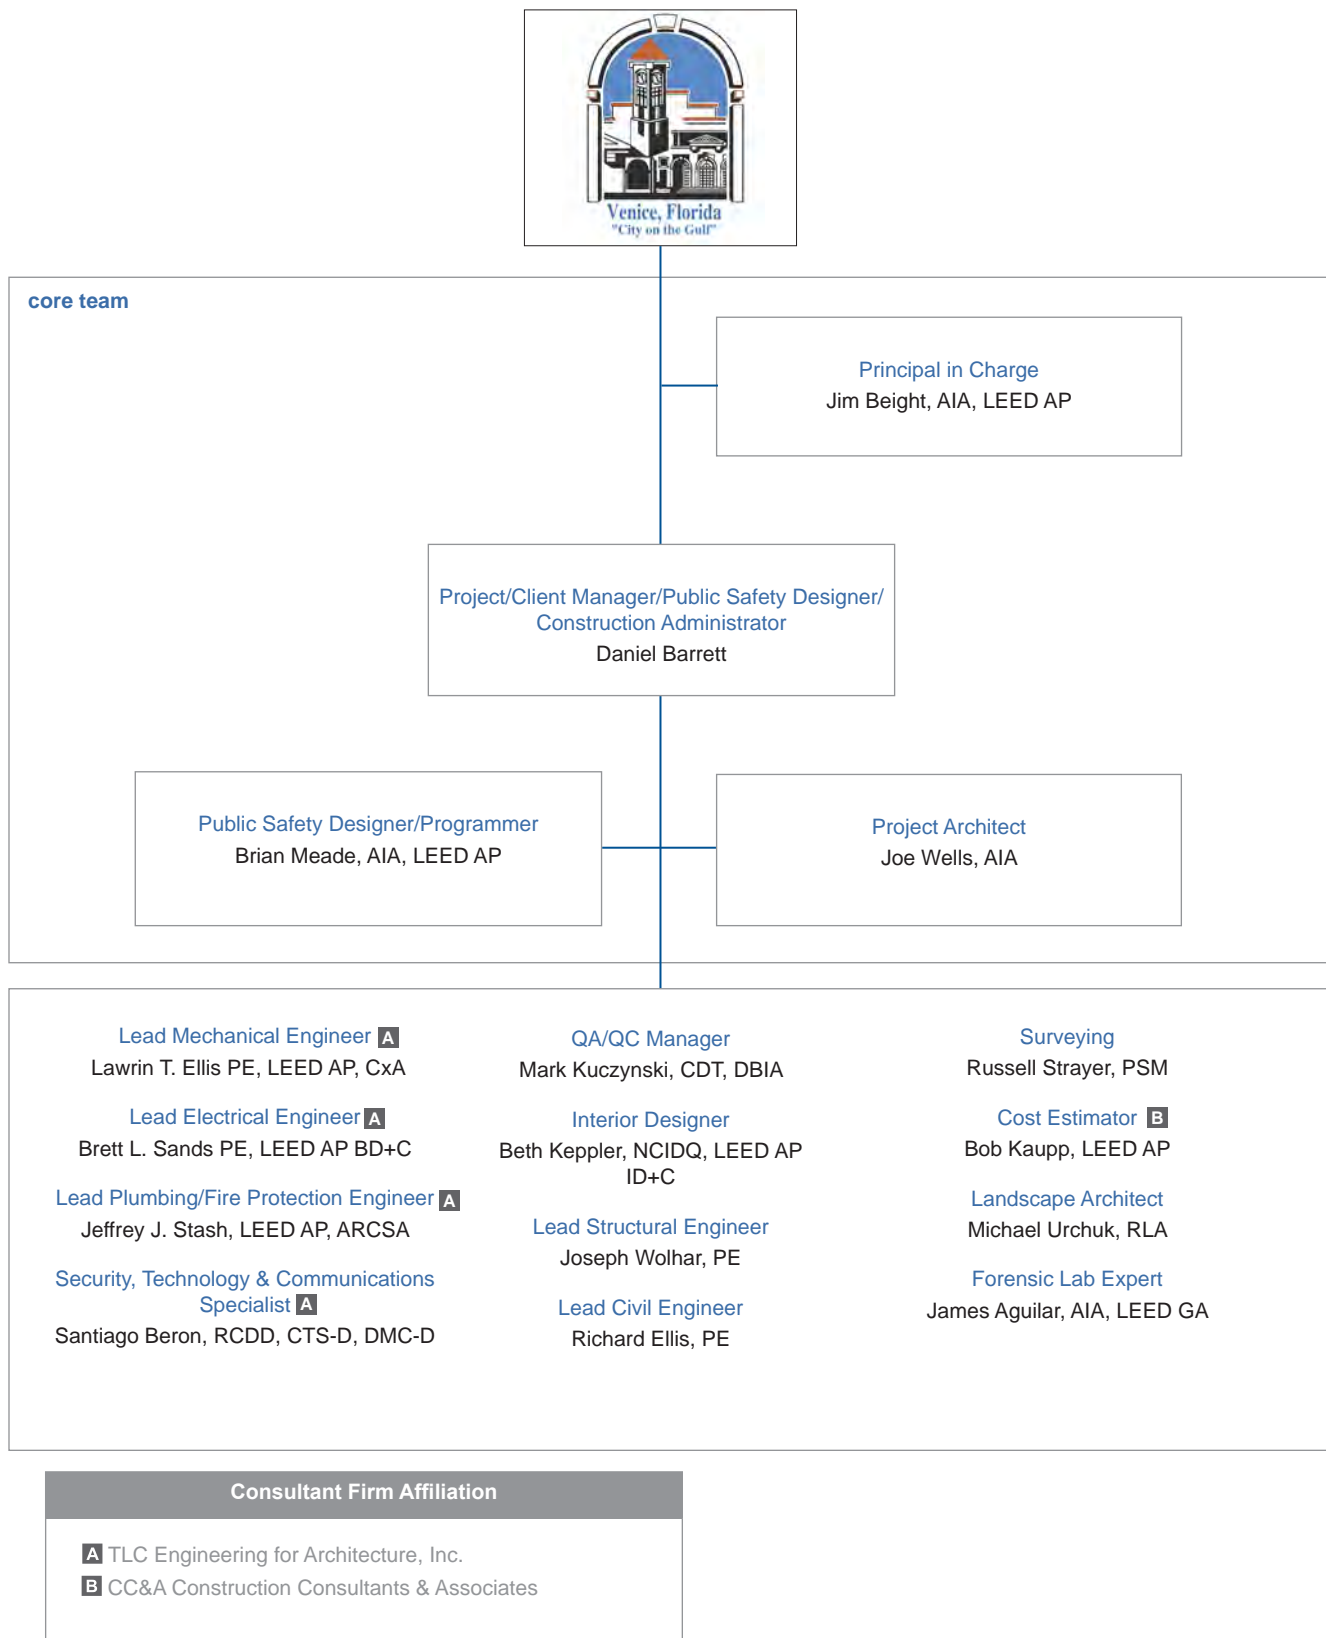 Venice, Florida
"City on the Gulf"
core team
Principal in Charge
Jim Beight, AIA, LEED AP
Project/Client Manager/Public Safety Designer/
Construction Administrator
Daniel Barrett
Public Safety Designer/Programmer
Brian Meade, AIA, LEED AP
Project Architect
Joe Wells, AIA
Lead Mechanical Engineer A
Lawrin T. Ellis PE, LEED AP, CxA
Lead Electrical Engineer A
Brett L. Sands PE, LEED AP BD+C
Lead Plumbing/Fire Protection Engineer A
Jeffrey J. Stash, LEED AP, ARCSA
Security, Technology & Communications
Specialist A
Santiago Beron, RCDD, CTS-D, DMC-D
QA/QC Manager
Mark Kuczynski, CDT, DBIA
Interior Designer
Beth Keppler, NCIDQ, LEED AP
ID+C
Lead Structural Engineer
Joseph Wolhar, PE
Lead Civil Engineer
Richard Ellis, PE
Surveying
Russell Strayer, PSM
Cost Estimator B
Bob Kaupp, LEED AP
Landscape Architect
Michael Urchuk, RLA
Forensic Lab Expert
James Aguilar, AIA, LEED GA
Consultant Firm Affiliation
A TLC Engineering for Architecture, Inc.
B CC&A Construction Consultants & Associates